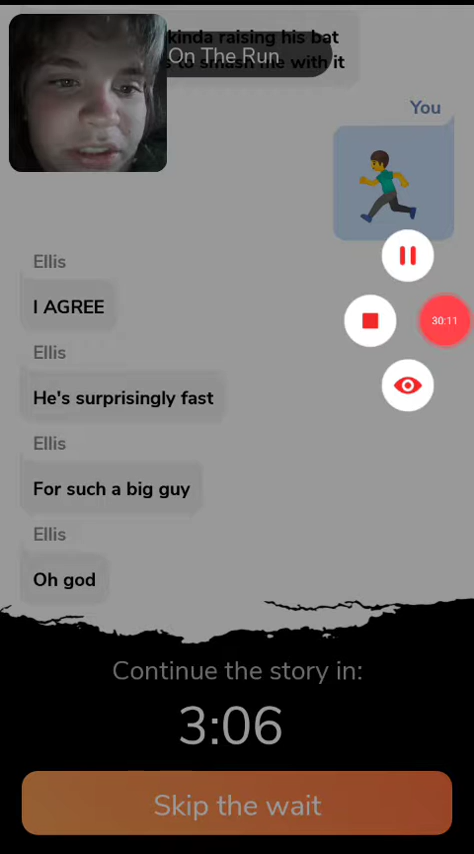 kinda raising his bat
On The Run
to smash me with it
You
Ellis
I AGREE
30:11
Ellis
He's surprisingly fast
Ellis
For such a big guy
Ellis
Oh god
Continue the story in:
3:06
Skip the wait